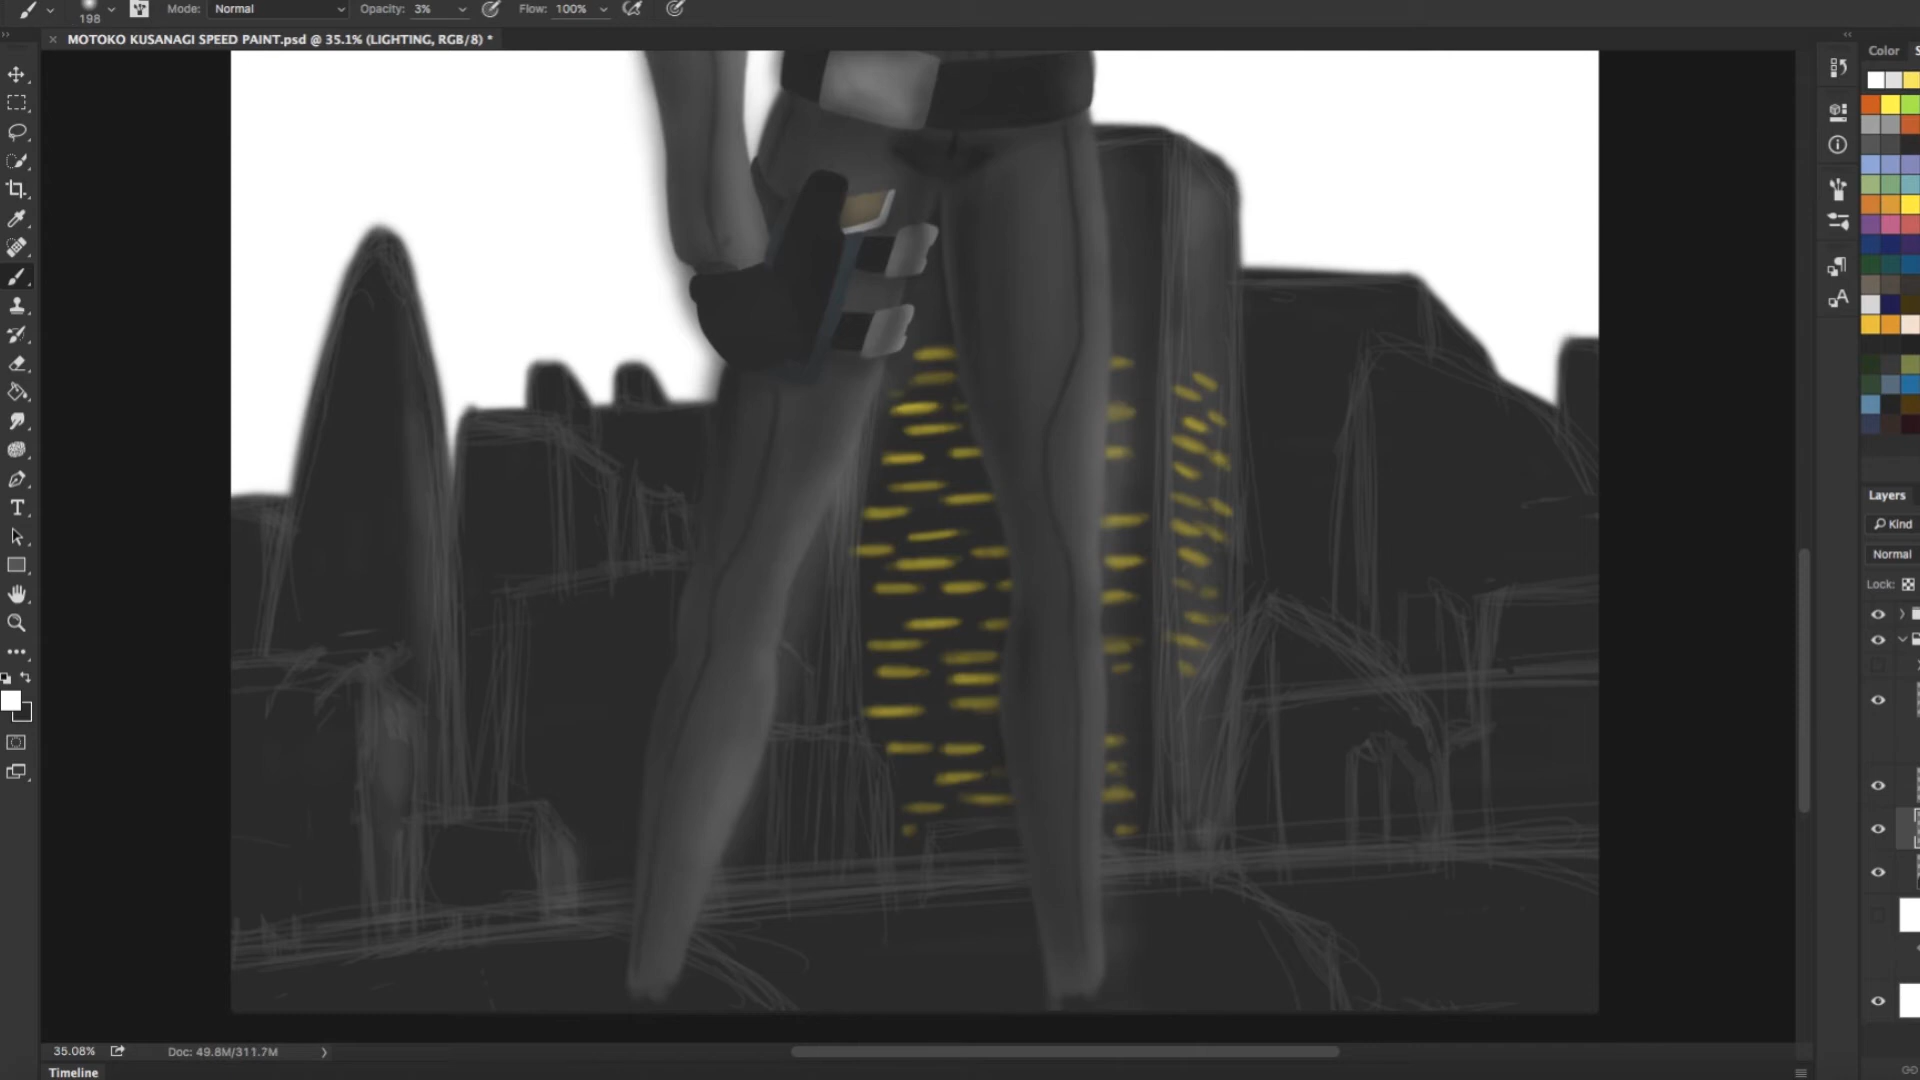 198
Mode: Normal
Opacity: 3%
Flow: 100%
MOTOKO KUSANAGI SPEED PAINT.psd @ 35.1% (LIGHTING, RGB/8) *
Color
Layers
Kind
Normal
Lock:
35.08%
Doc: 49.8M/311.7M
Timeline